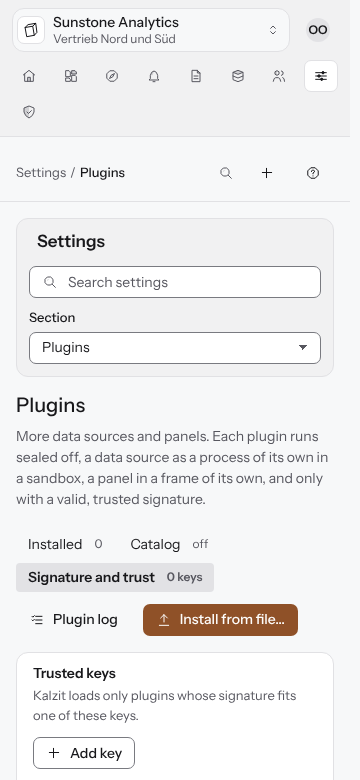 Sunstone Analytics
Vertrieb Nord und Süd
OO
Settings / Plugins
Settings
Search settings
Section
Plugins
Plugins
More data sources and panels. Each plugin runs
sealed off, a data source as a process of its own in
a sandbox, a panel in a frame of its own, and only
with a valid, trusted signature.
Installed 0 Catalog off
Signature and trust 0 keys
Plugin log Install from file...
Trusted keys
Kalzit loads only plugins whose signature fits
one of these keys.
Add key